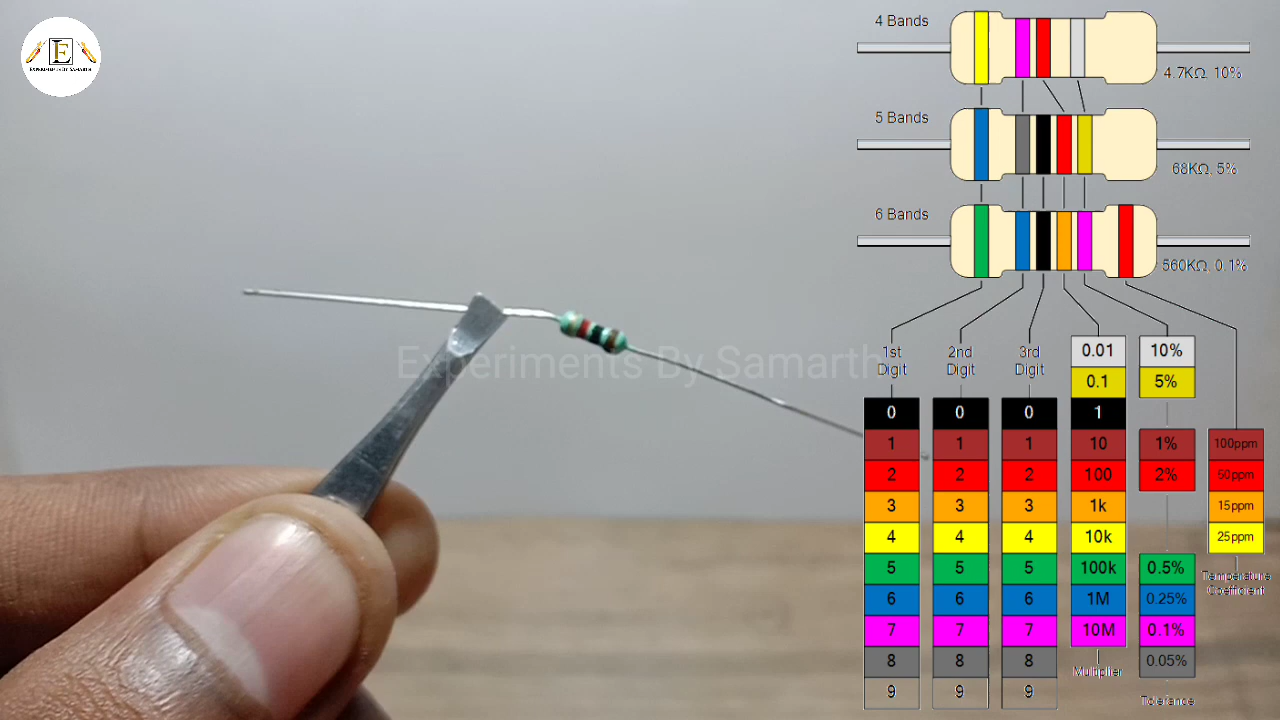 E
EXPERIMENTS BY SAMARTH
Experiments By Samarth
4 Bands
4.7KΩ, 10%
5 Bands
68KΩ, 5%
6 Bands
560KΩ, 0.1%
1st Digit
2nd Digit
3rd Digit
0.01 10%
0.1 5%
0 0 0 1
1 1 1 10 1% 100ppm
2 2 2 100 2% 50ppm
3 3 3 1k 15ppm
4 4 4 10k 25ppm
5 5 5 100k 0.5%
6 6 6 1M 0.25%
7 7 7 10M 0.1%
8 8 8 0.05%
9 9 9
Multiplier
Tolerance
Temperature
Coefficient